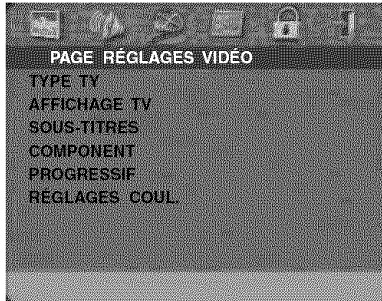 PAGE RÉGLAGES VIDÉO
TYPE TV
AFFICHAGE TV
SOUS-TITRES
COMPONENT
PROGRESSIF
RÉGLAGES COUL.